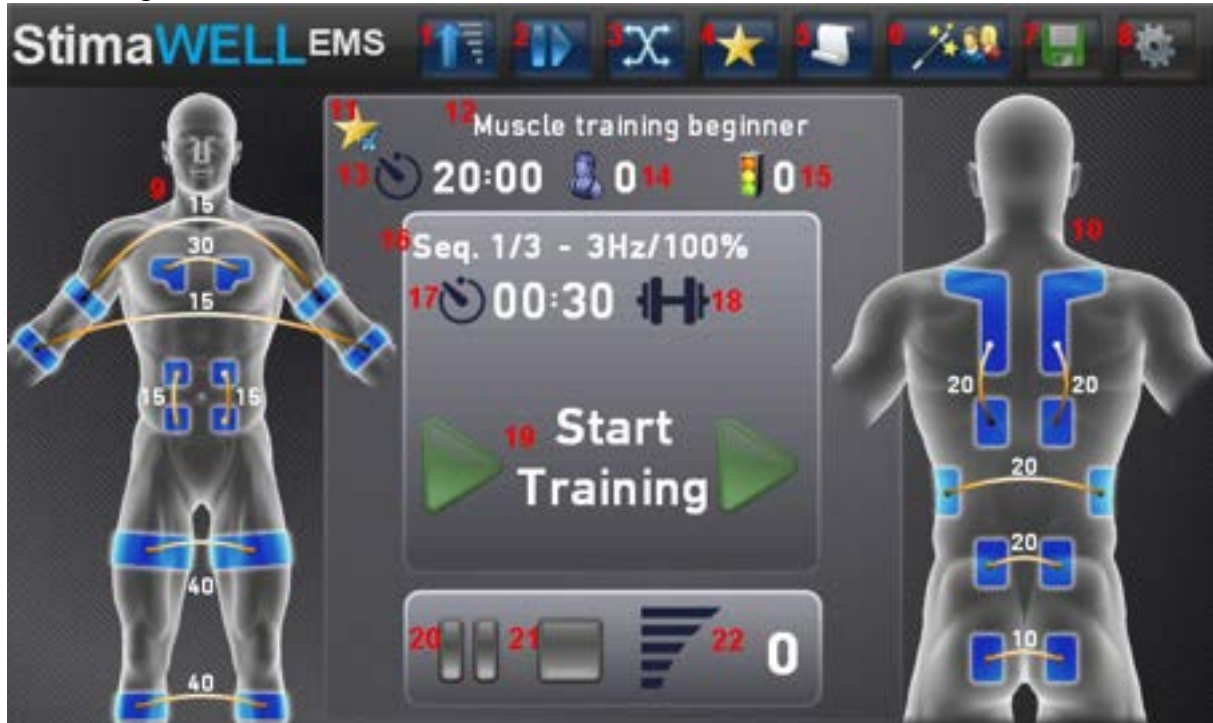 StimaWELL EMS 1 2 3 4 5 6 7 8
9
15
30
15
15 15
40
40
11 12 Muscle training beginner
13 20:00 0 14 0 15
16 Seq. 1/3 - 3Hz/100%
17 00:30 18
19 Start
Training
20 21 22 0
10
20 20
20
20
10